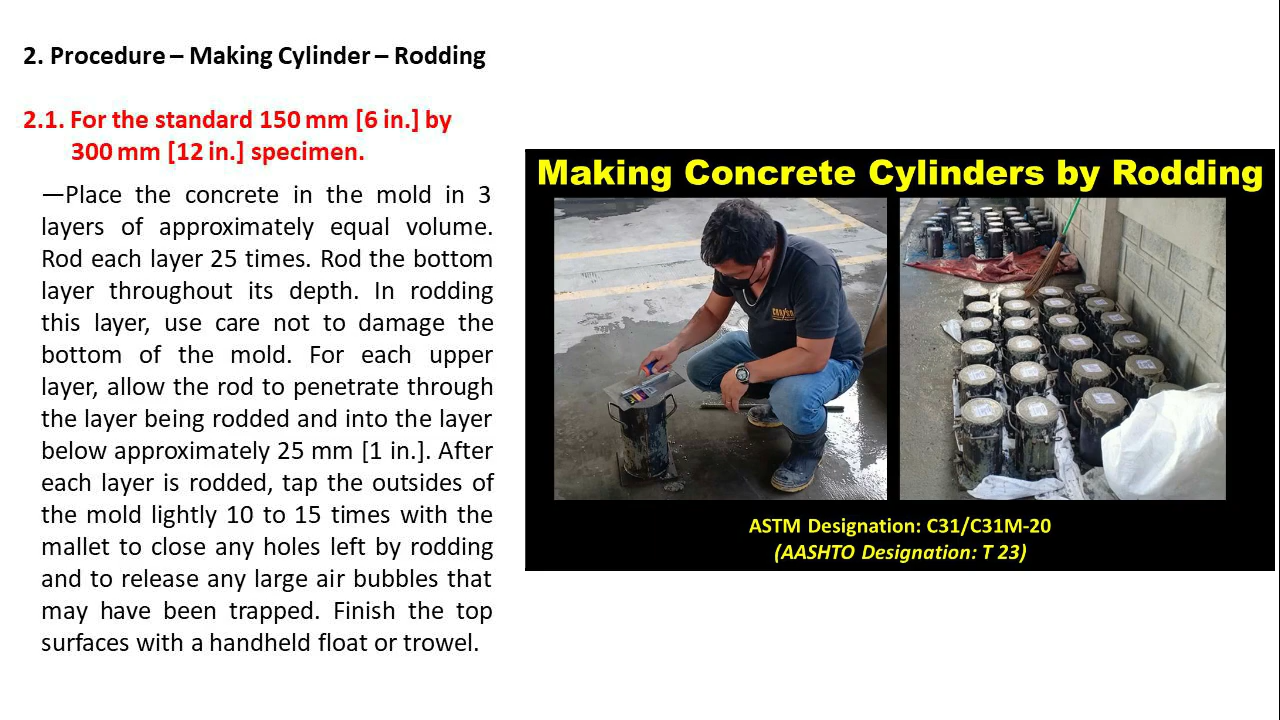 2. Procedure – Making Cylinder – Rodding
2.1. For the standard 150 mm [6 in.] by
300 mm [12 in.] specimen.
—Place the concrete in the mold in 3
layers of approximately equal volume.
Rod each layer 25 times. Rod the bottom
layer throughout its depth. In rodding
this layer, use care not to damage the
bottom of the mold. For each upper
layer, allow the rod to penetrate through
the layer being rodded and into the layer
below approximately 25 mm [1 in.]. After
each layer is rodded, tap the outsides of
the mold lightly 10 to 15 times with the
mallet to close any holes left by rodding
and to release any large air bubbles that
may have been trapped. Finish the top
surfaces with a handheld float or trowel.
Making Concrete Cylinders by Rodding
ASTM Designation: C31/C31M-20
(AASHTO Designation: T 23)